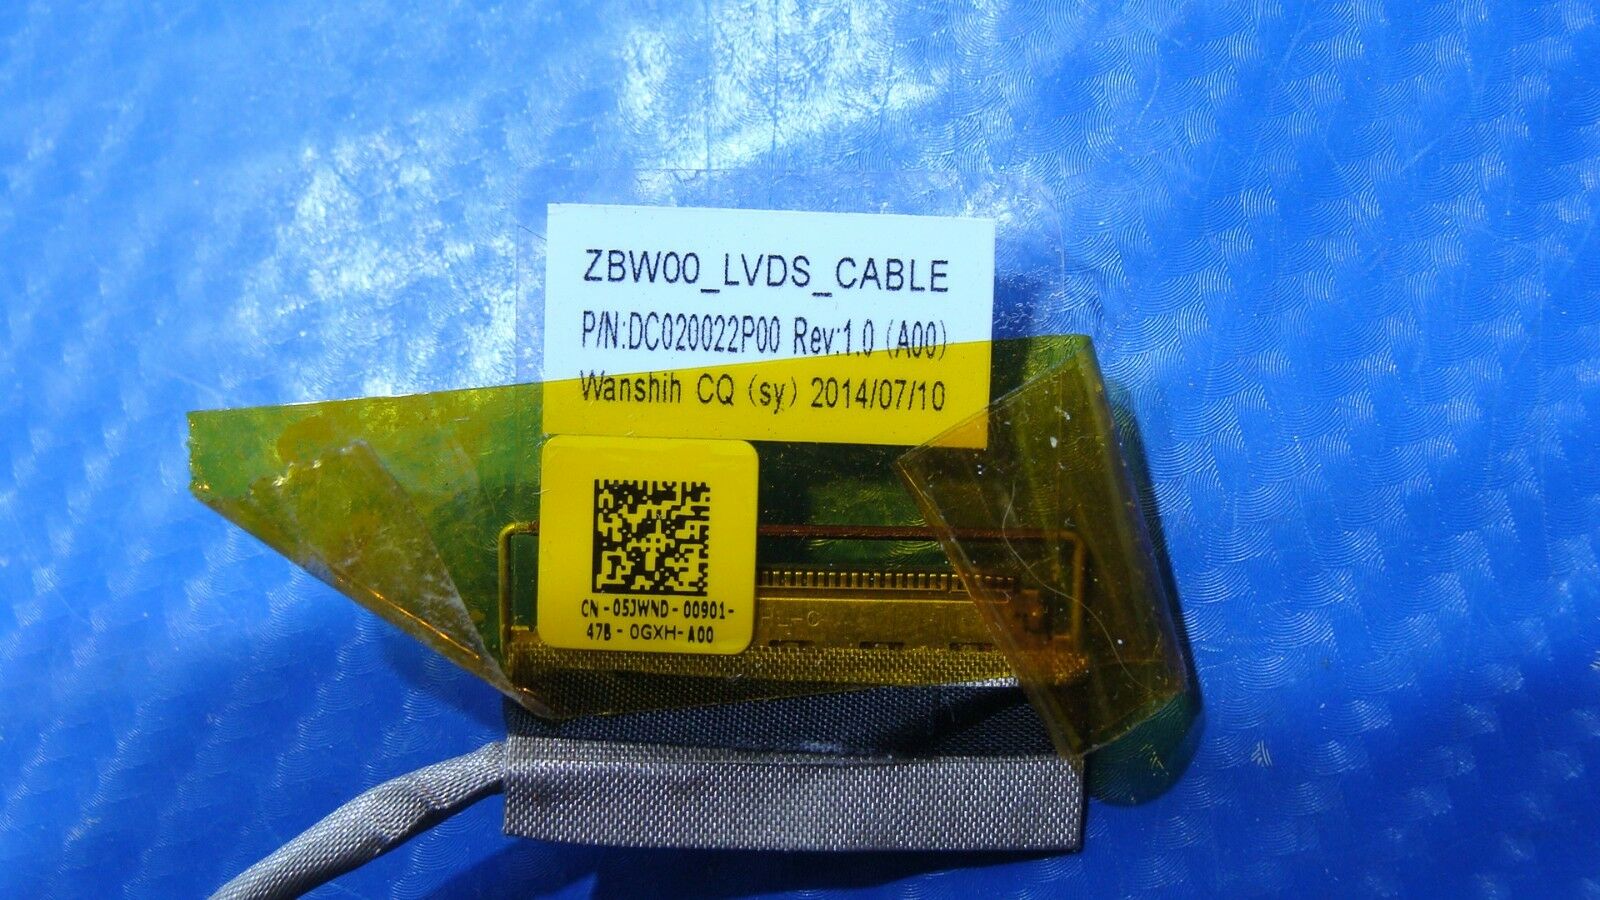 ZBW00_LVDS_CABLE
P/N:DC020022P00 Rev:1.0 (A00)
Wanshih CQ (sy) 2014/07/10
CN-05JWND-00901-
47B-0GXH-A00